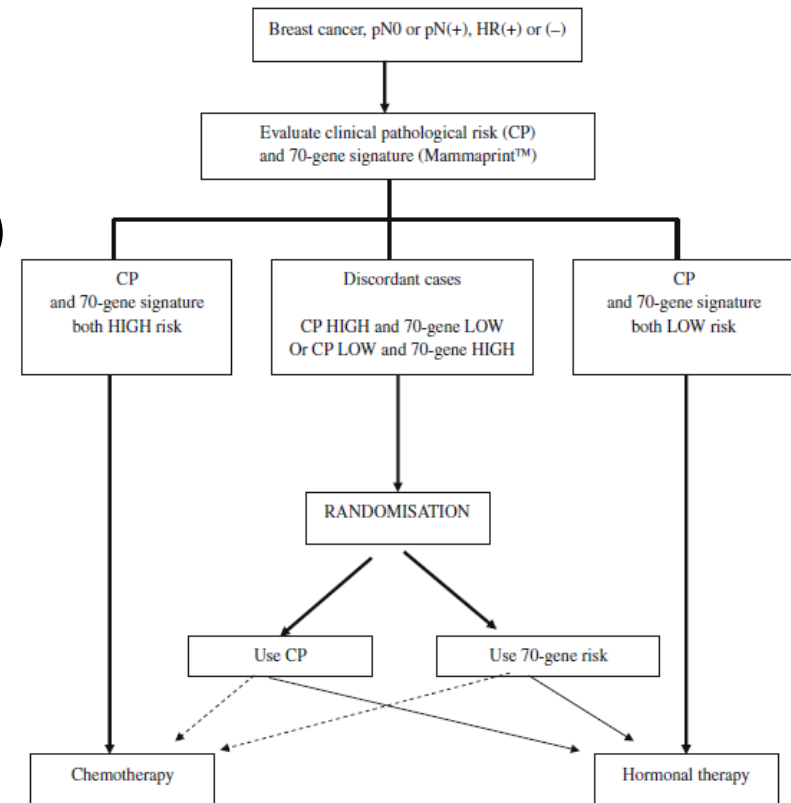 Breast cancer, pN0 or pN(+), HR(+) or (–)
Evaluate clinical pathological risk (CP)
and 70-gene signature (Mammaprint™)
CP
and 70-gene signature
both HIGH risk
Discordant cases
CP HIGH and 70-gene LOW
Or CP LOW and 70-gene HIGH
CP
and 70-gene signature
both LOW risk
RANDOMISATION
Use CP
Use 70-gene risk
Chemotherapy
Hormonal therapy